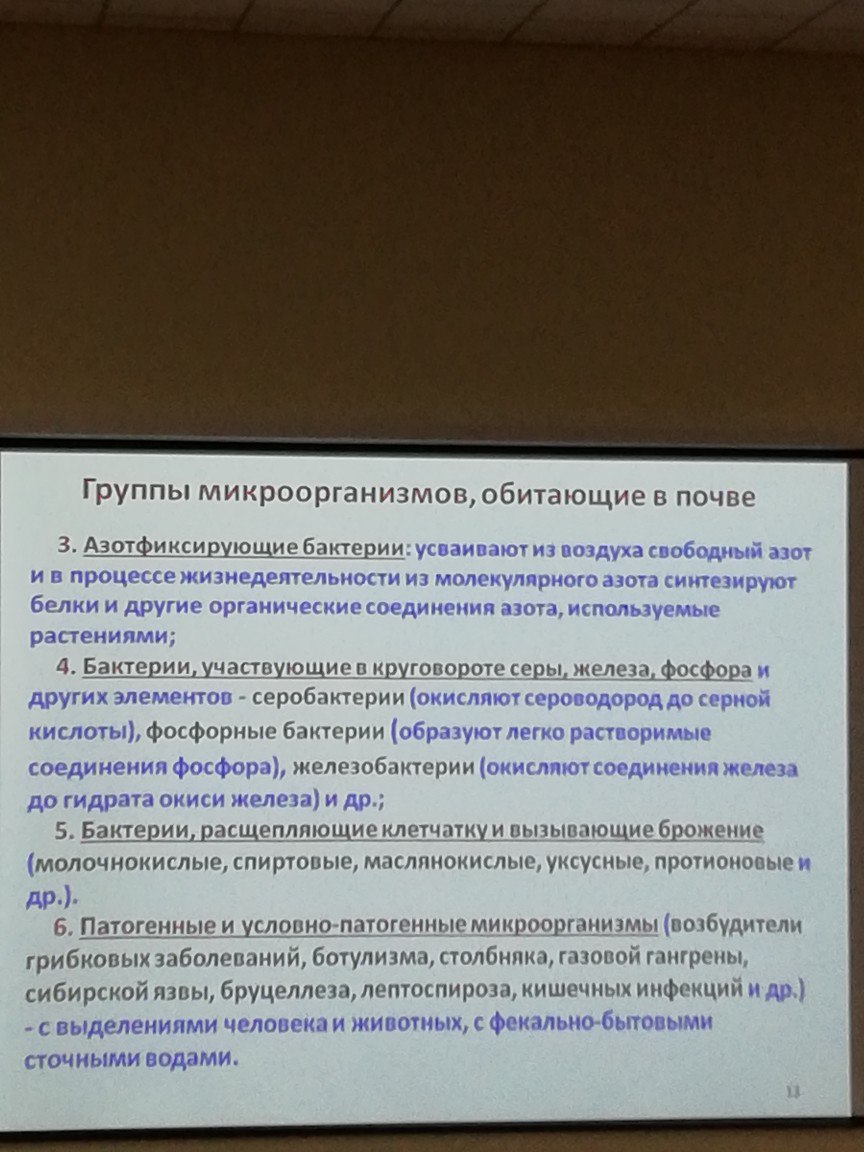 Группы микроорганизмов, обитающие в почве
3. Азотфиксирующие бактерии: усваивают из воздуха свободный азот
и в процессе жизнедеятельности из молекулярного азота синтезируют
белки и другие органические соединения азота, используемые
растениями;
4. Бактерии, участвующие в круговороте серы, железа, фосфора и
других элементов - серобактерии (окисляют сероводород до серной
кислоты), фосфорные бактерии (образуют легко растворимые
соединения фосфора), железобактерии (окисляют соединения железа
до гидрата окиси железа) и др.;
5. Бактерии, расщепляющие клетчатку и вызывающие брожение
(молочнокислые, спиртовые, маслянокислые, уксусные, протионовые и
др.).
6. Патогенные и условно-патогенные микроорганизмы (возбудители
грибковых заболеваний, ботулизма, столбняка, газовой гангрены,
сибирской язвы, бруцеллеза, лептоспироза, кишечных инфекций и др.)
- с выделениями человека и животных, с фекально-бытовыми
сточными водами.
13